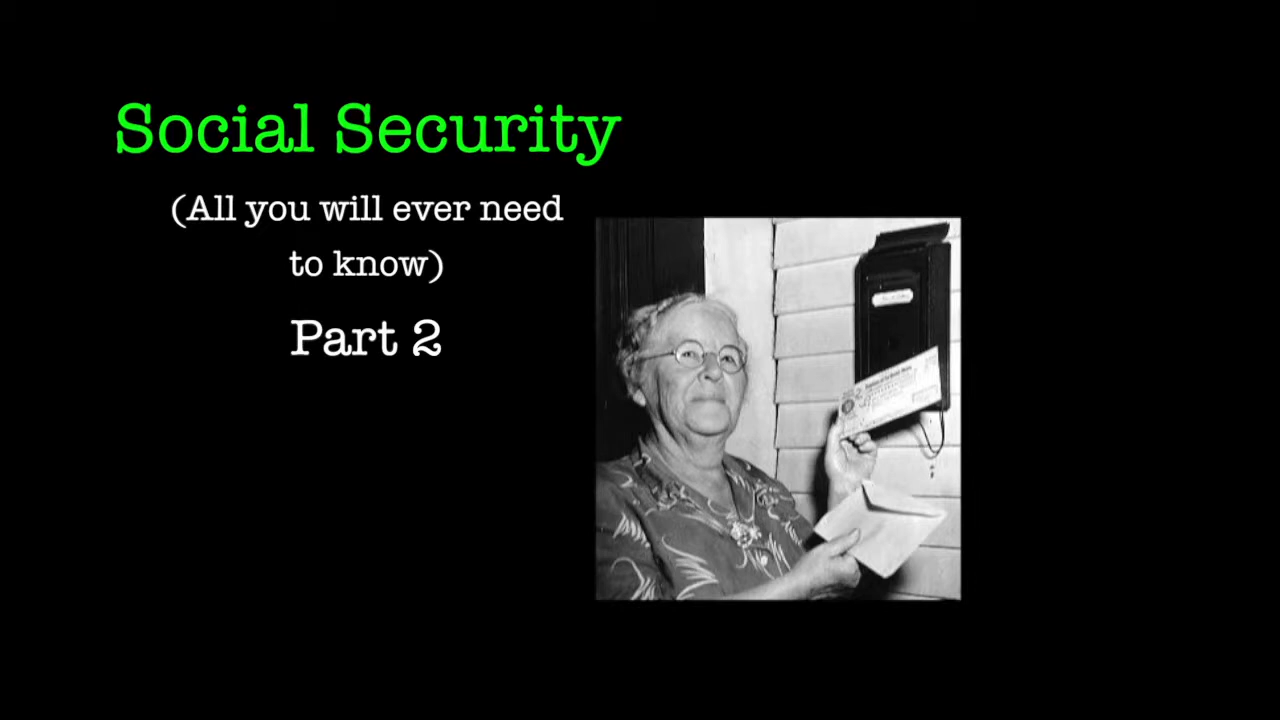 Social Security
(All you will ever need
to know)
Part 2